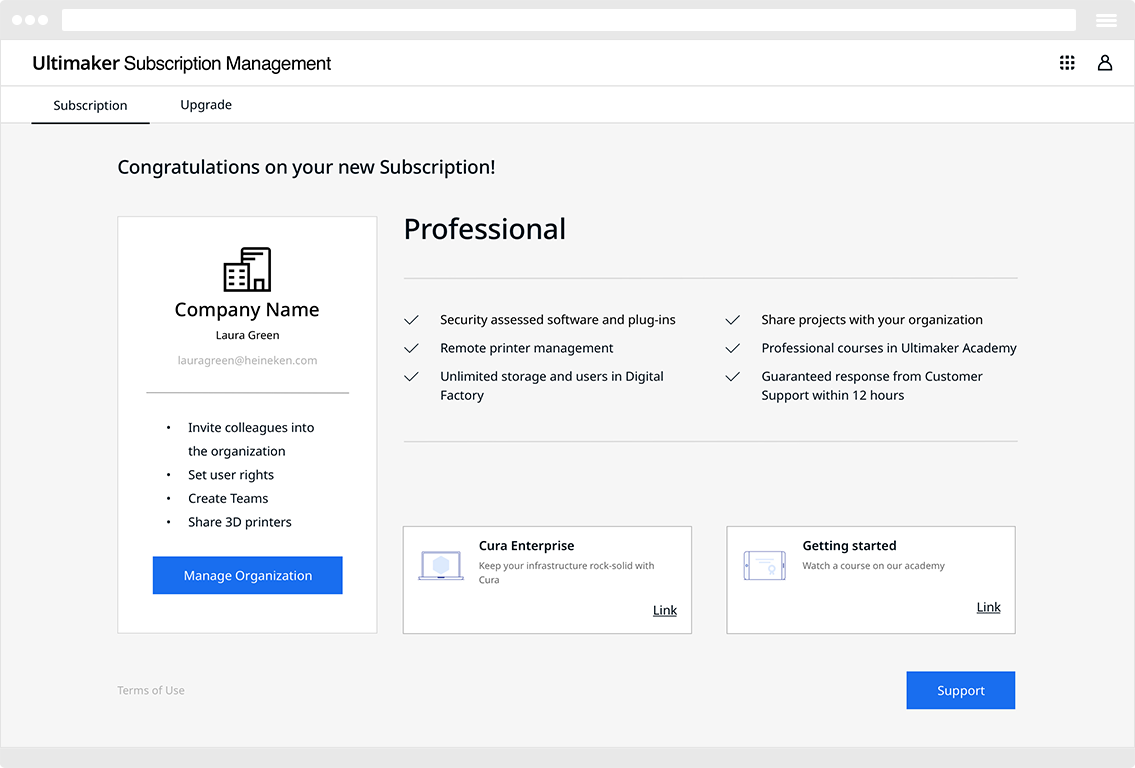 Ultimaker Subscription Management
Subscription
Upgrade
Congratulations on your new Subscription!
Company Name
Laura Green
lauragreen@heineken.com
• Invite colleagues into
the organization
• Set user rights
• Create Teams
• Share 3D printers
Manage Organization
Professional
Security assessed software and plug-ins
Remote printer management
Unlimited storage and users in Digital
Factory
Share projects with your organization
Professional courses in Ultimaker Academy
Guaranteed response from Customer
Support within 12 hours
Cura Enterprise
Keep your infrastructure rock-solid with
Cura
Link
Getting started
Watch a course on our academy
Link
Terms of Use
Support